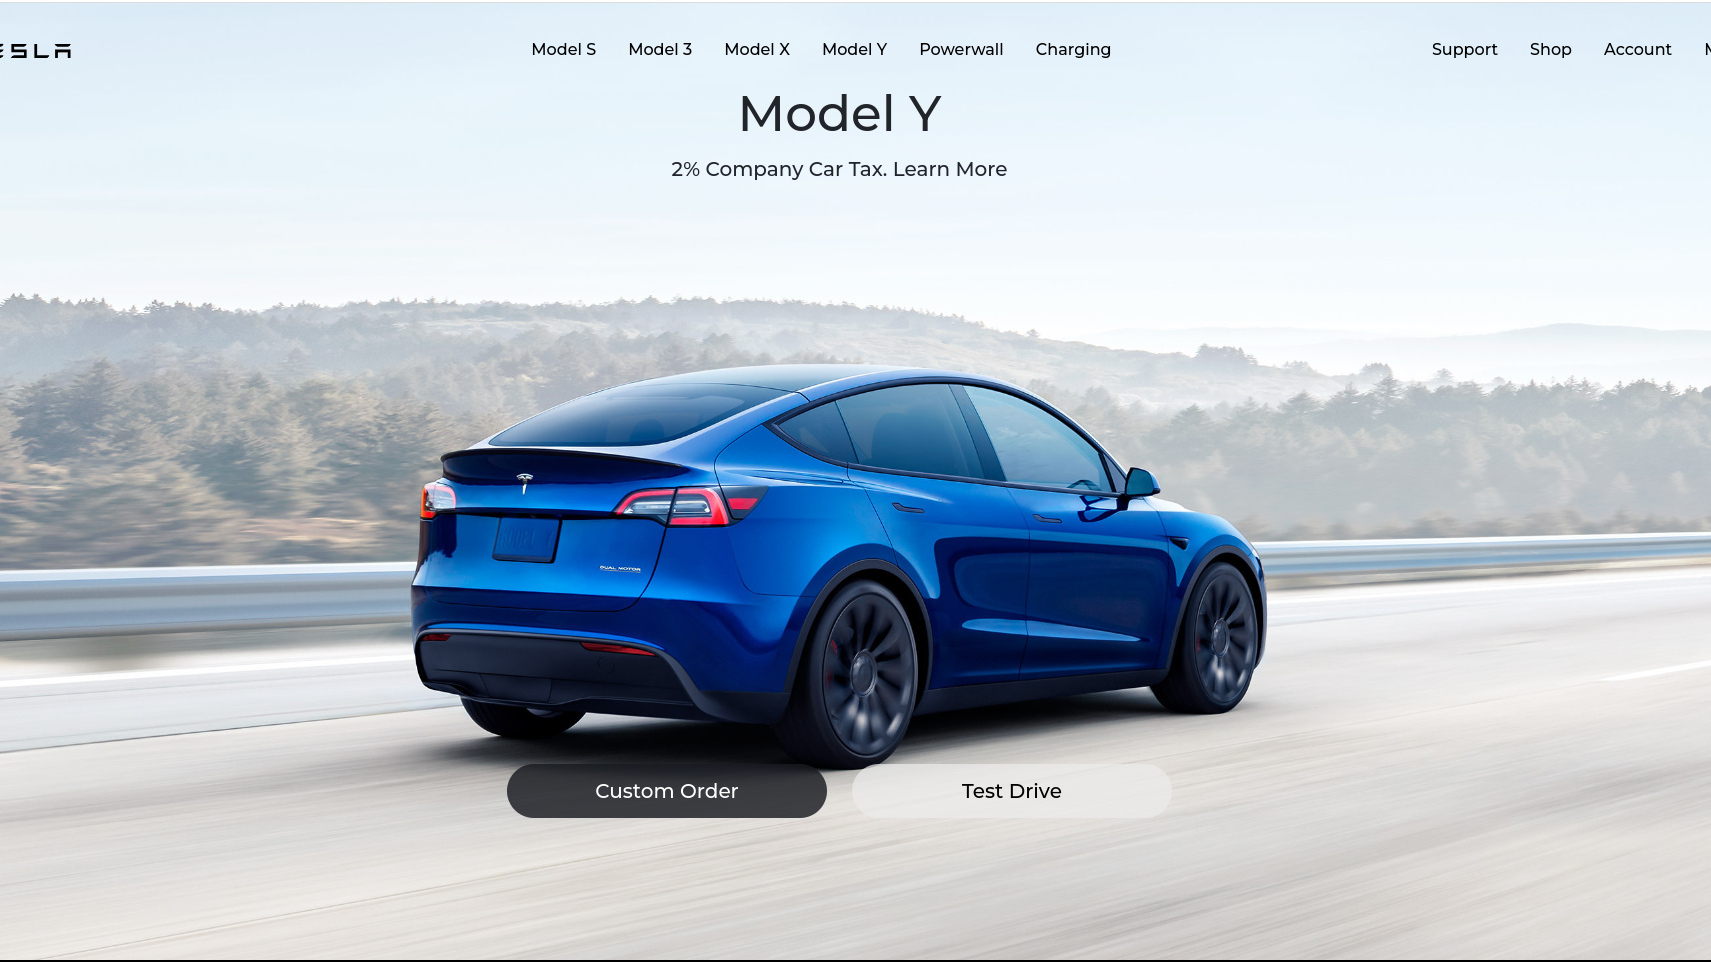 ESLA
Model S Model 3 Model X Model Y Powerwall Charging
Support Shop Account
Model Y
2% Company Car Tax. Learn More
DUAL MOTOR
Custom Order Test Drive